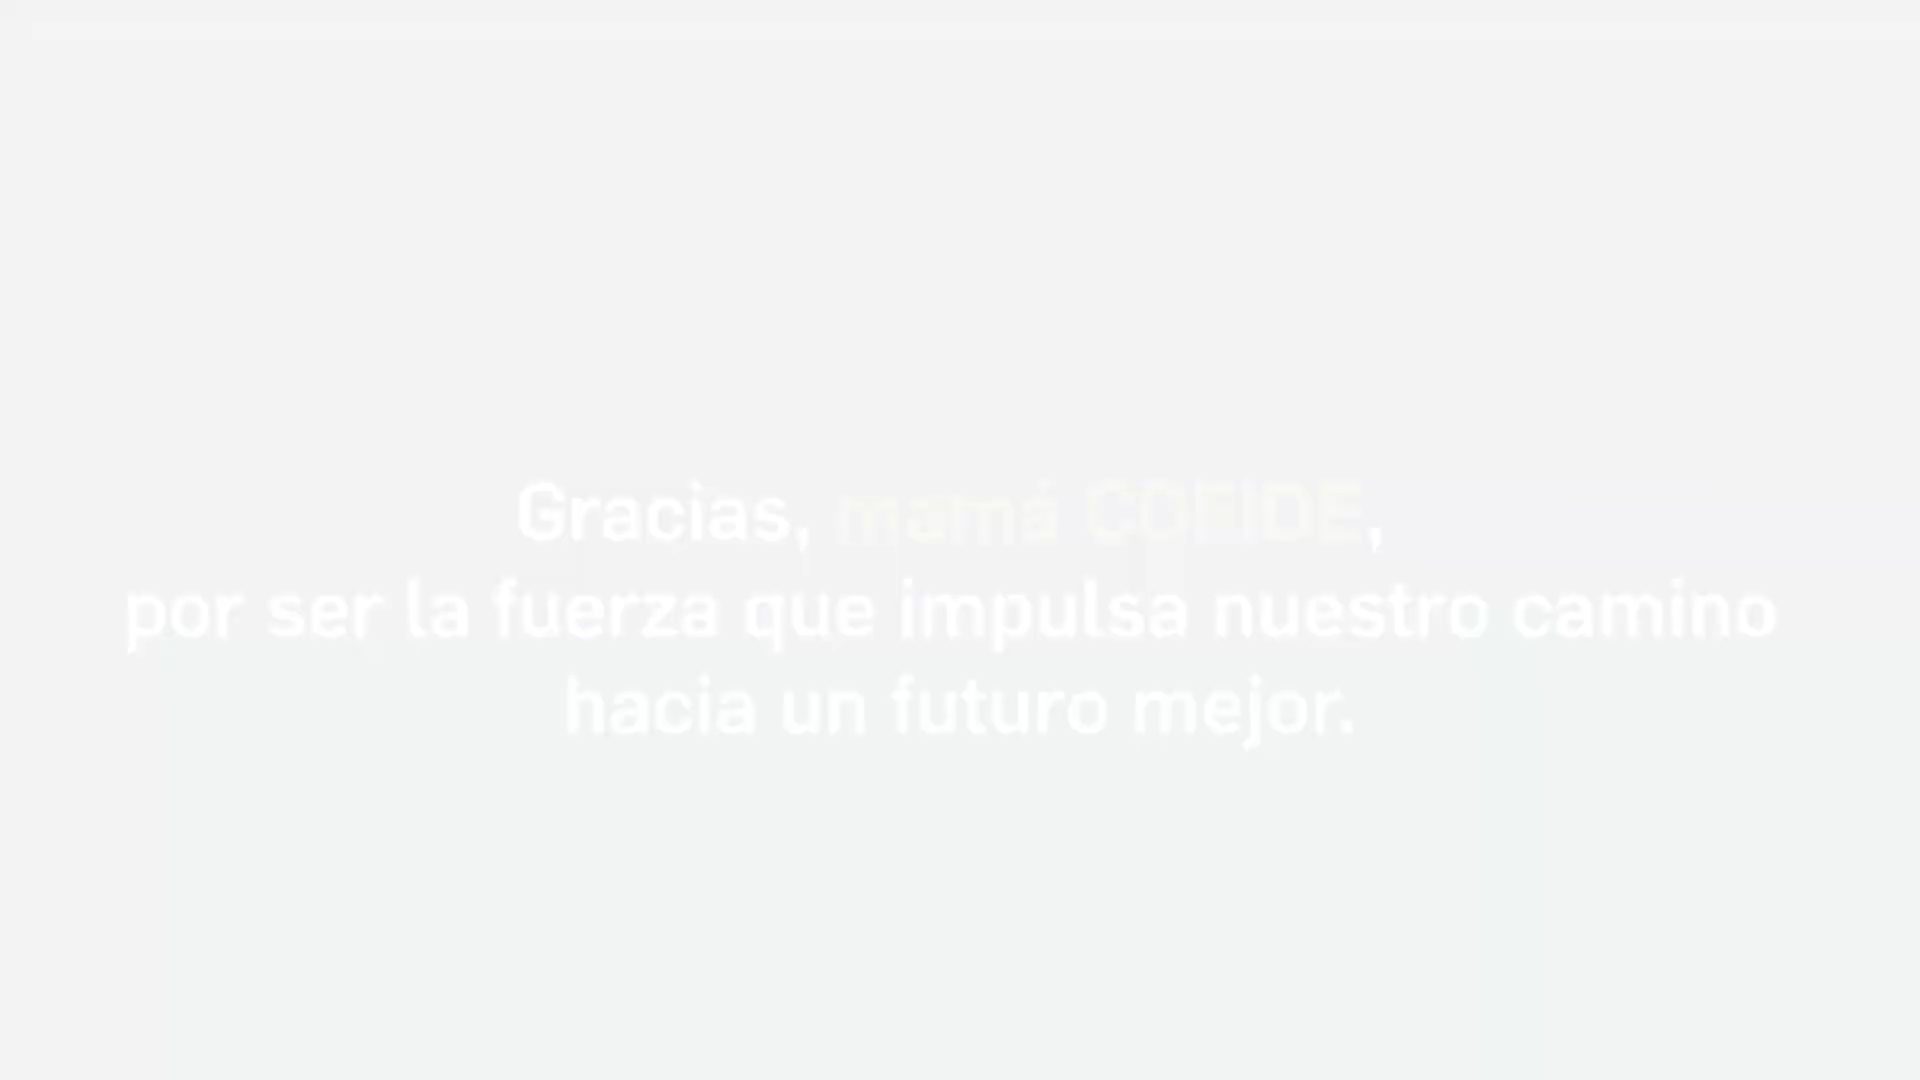 Gracias, mamá COFIDE,
por ser la fuerza que impulsa nuestro camino
hacia un futuro mejor.